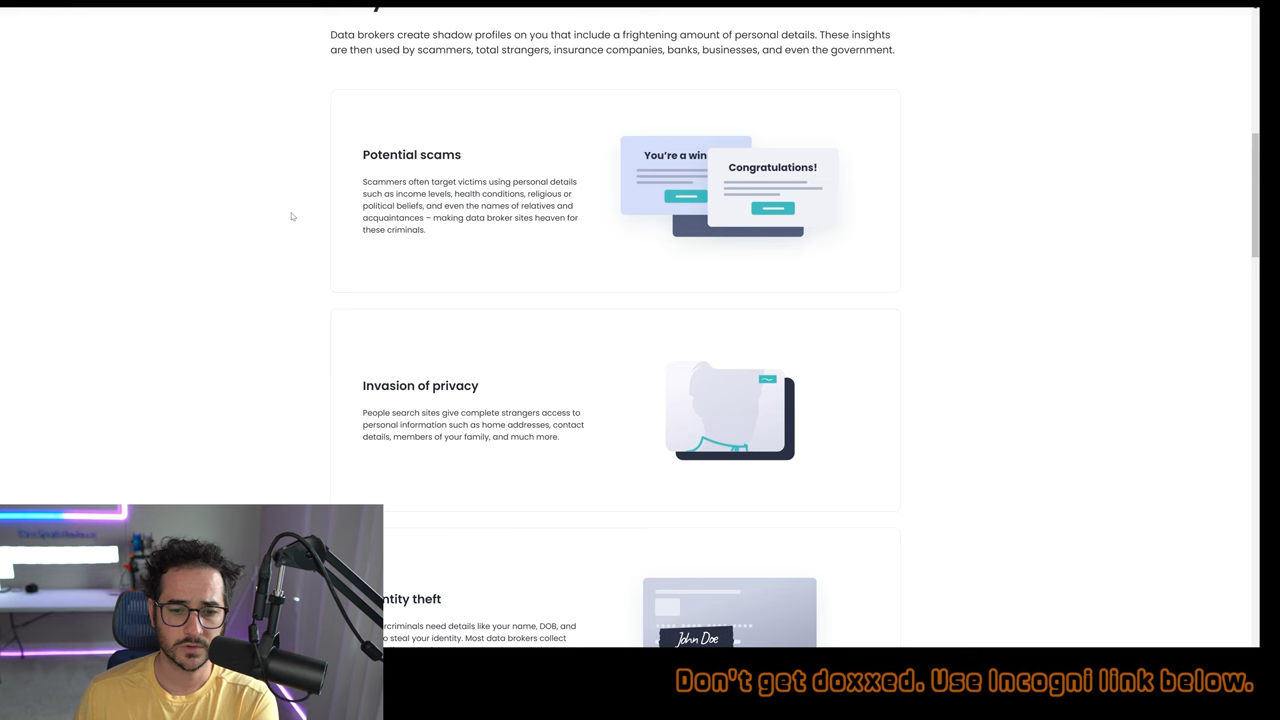 Data brokers create shadow profiles on you that include a frightening amount of personal details. These insights
are then used by scammers, total strangers, insurance companies, banks, businesses, and even the government.
Potential scams
Scammers often target victims using personal details
such as income levels, health conditions, religious or
political beliefs, and even the names of relatives and
acquaintances – making data broker sites heaven for
these criminals.
You're a win
Congratulations!
Invasion of privacy
People search sites give complete strangers access to
personal information such as home addresses, contact
details, members of your family, and much more.
ntity theft
rcriminals need details like your name, DOB, and
o steal your identity. Most data brokers collect
John Doe
Don't get doxxed. Use Incogni link below.